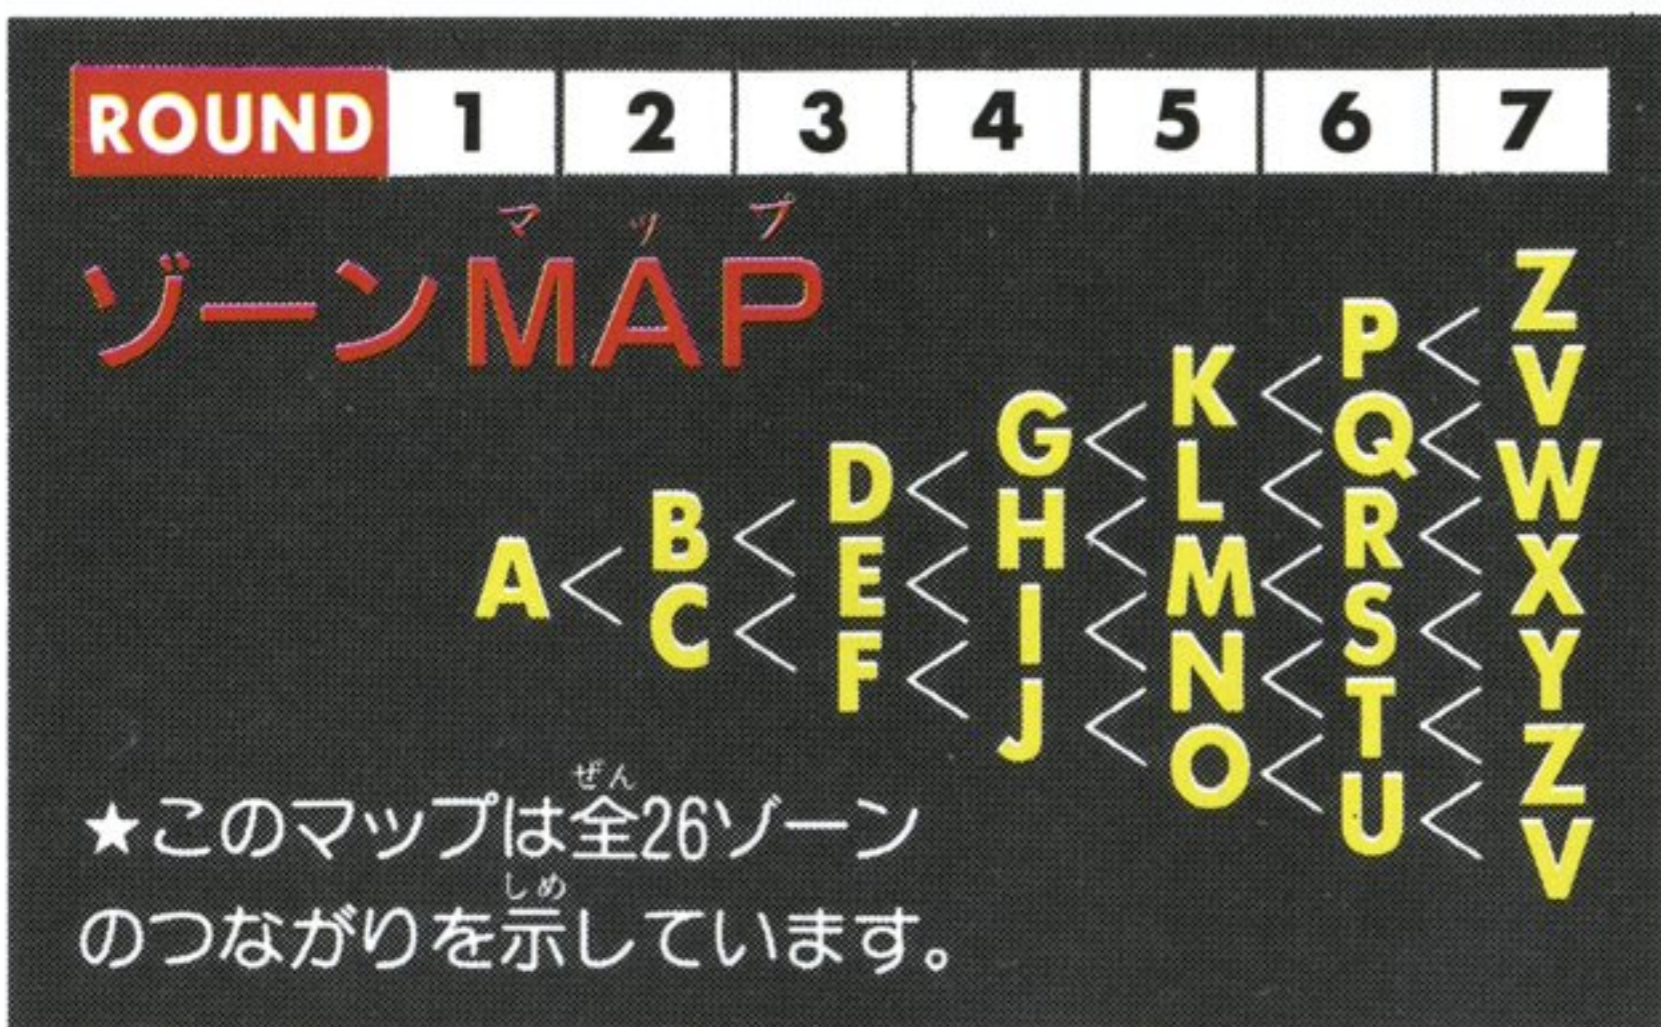 ROUND 1 2 3 4 5 6 7
マップ
ゾーンMAP
Z
P
V
K
Q
G
W
L
D
R
H
X
B
M
E
S
A
I
Y
C
N
F
T
J
Z
O
U
V
ぜん
★このマップは全26ゾーン
しめ
のつながりを示しています。